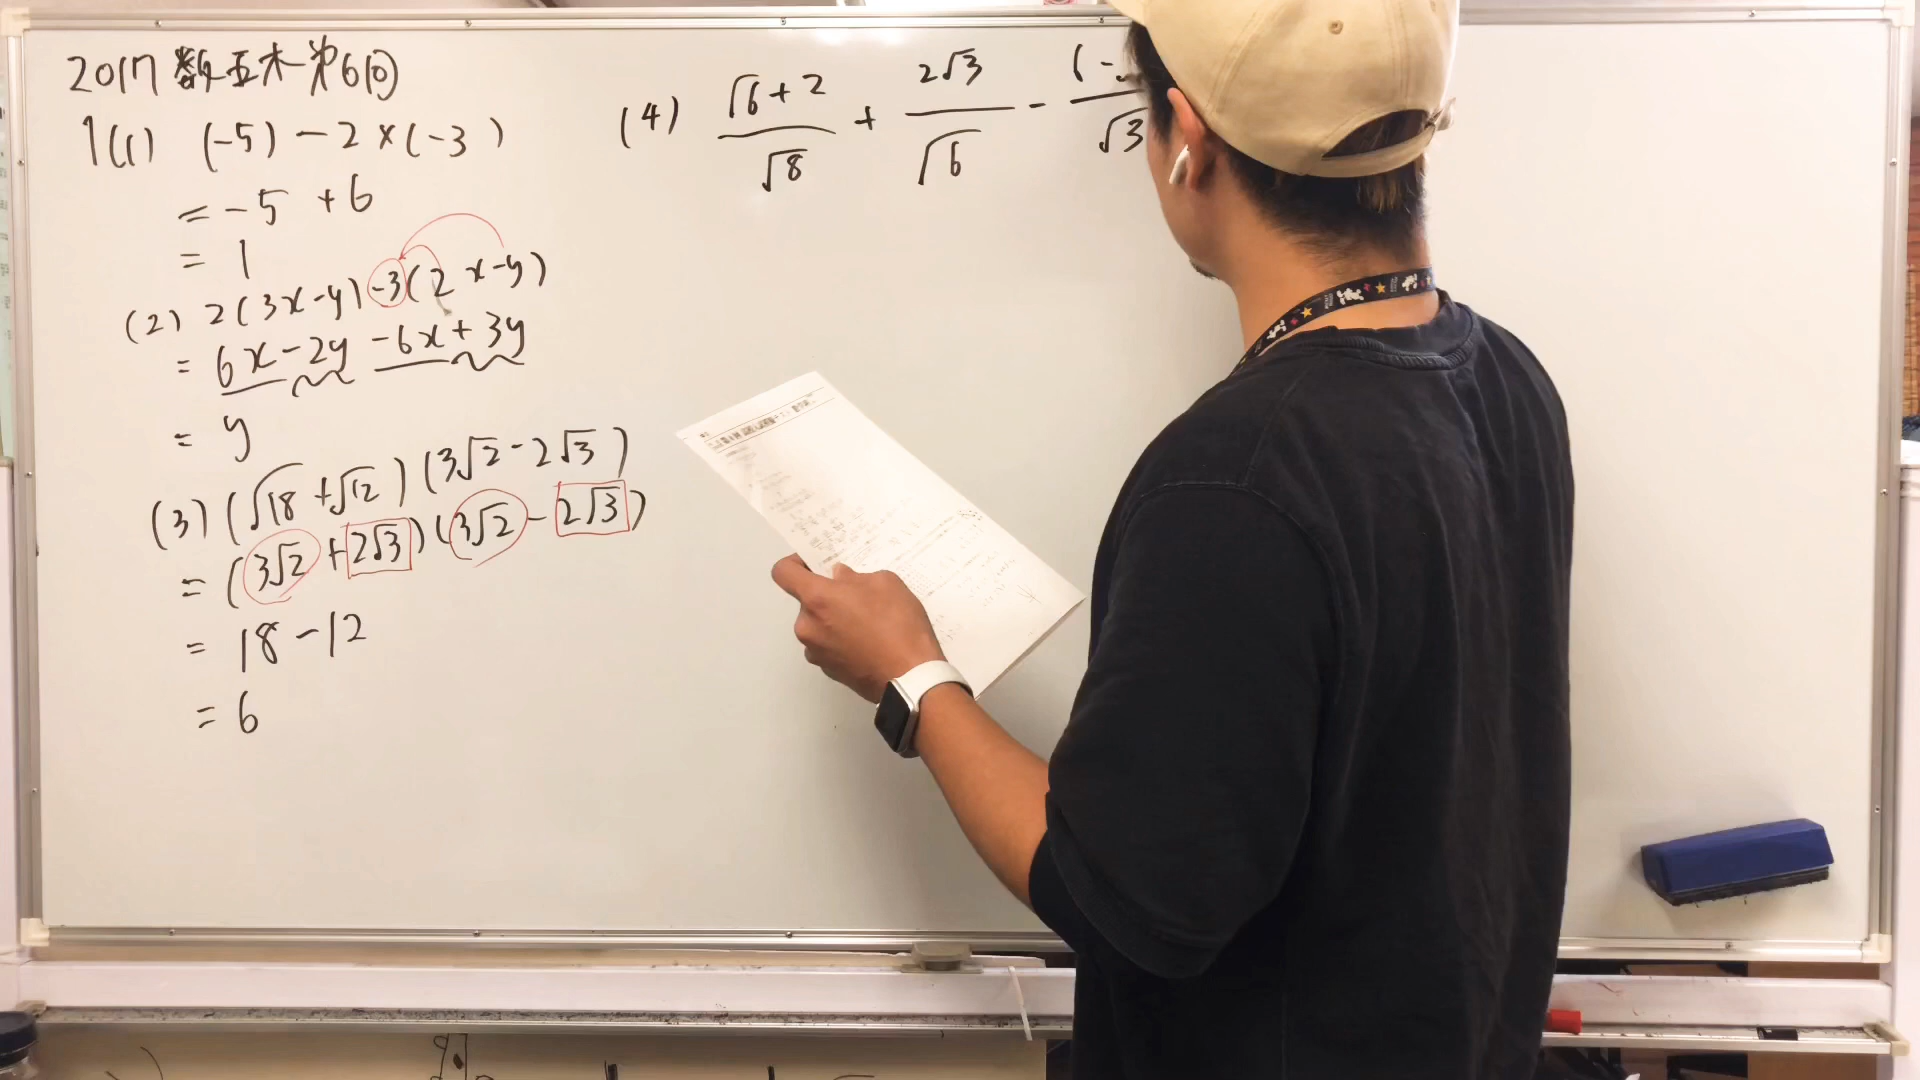 2017 数 五木 第6回
1(1) (-5) - 2 × (-3)
= -5 + 6
= 1
(2) 2(3x-y) -3(2x-y)
= 6x-2y -6x+3y
= y
(3) (√18 +√12) (3√2-2√3)
= (3√2 +2√3) (3√2 - 2√3)
= 18 -12
= 6
(4) √6+2/√8 + 2√3/√6 -
√3